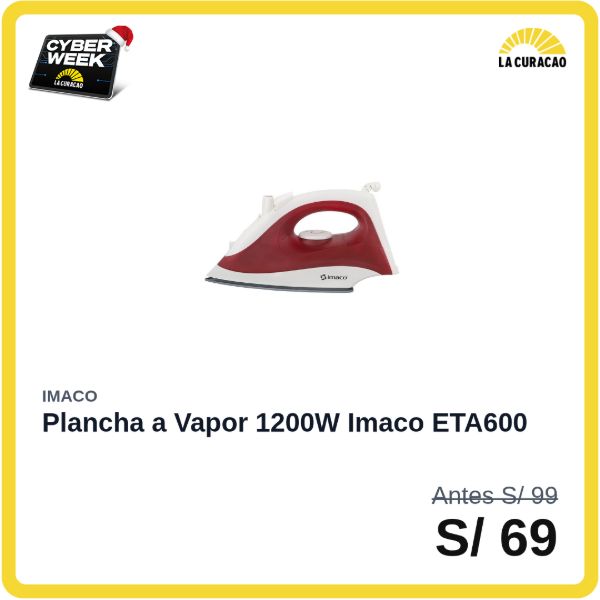 CYBER
WEEK
LA CURACAO
LA CURACAO
imaco
IMACO
Plancha a Vapor 1200W Imaco ETA600
Antes S/ 99
S/ 69